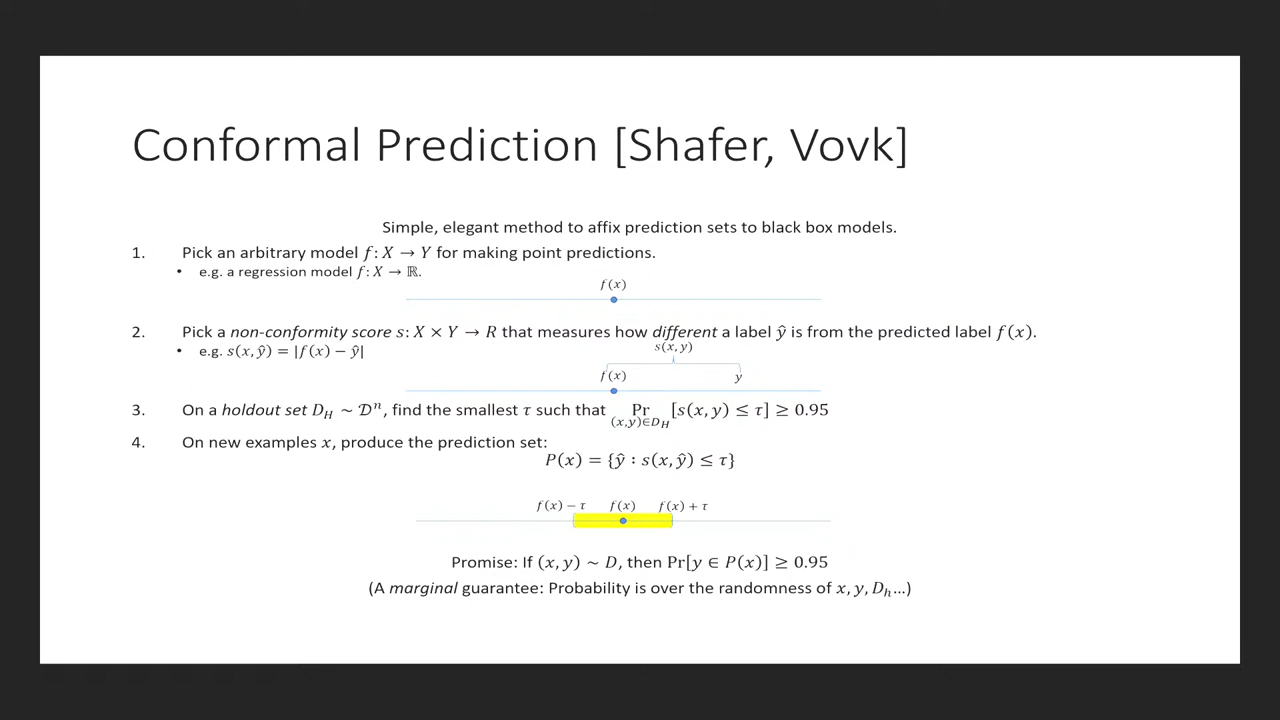 Conformal Prediction [Shafer, Vovk]
Simple, elegant method to affix prediction sets to black box models.
1. Pick an arbitrary model f: X → Y for making point predictions.
• e.g. a regression model f: X → ℝ.
f(x)
2. Pick a non-conformity score s: X × Y → R that measures how different a label ŷ is from the predicted label f(x).
• e.g. s(x, ŷ) = |f(x) − ŷ|
s(x, y)
f(x) y
3. On a holdout set D_H ~ 𝒟ⁿ, find the smallest τ such that Pr [s(x, y) ≤ τ] ≥ 0.95
(x,y)∈D_H
4. On new examples x, produce the prediction set:
P(x) = {ŷ : s(x, ŷ) ≤ τ}
f(x) − τ f(x) f(x) + τ
Promise: If (x, y) ~ D, then Pr[y ∈ P(x)] ≥ 0.95
(A marginal guarantee: Probability is over the randomness of x, y, D_h...)